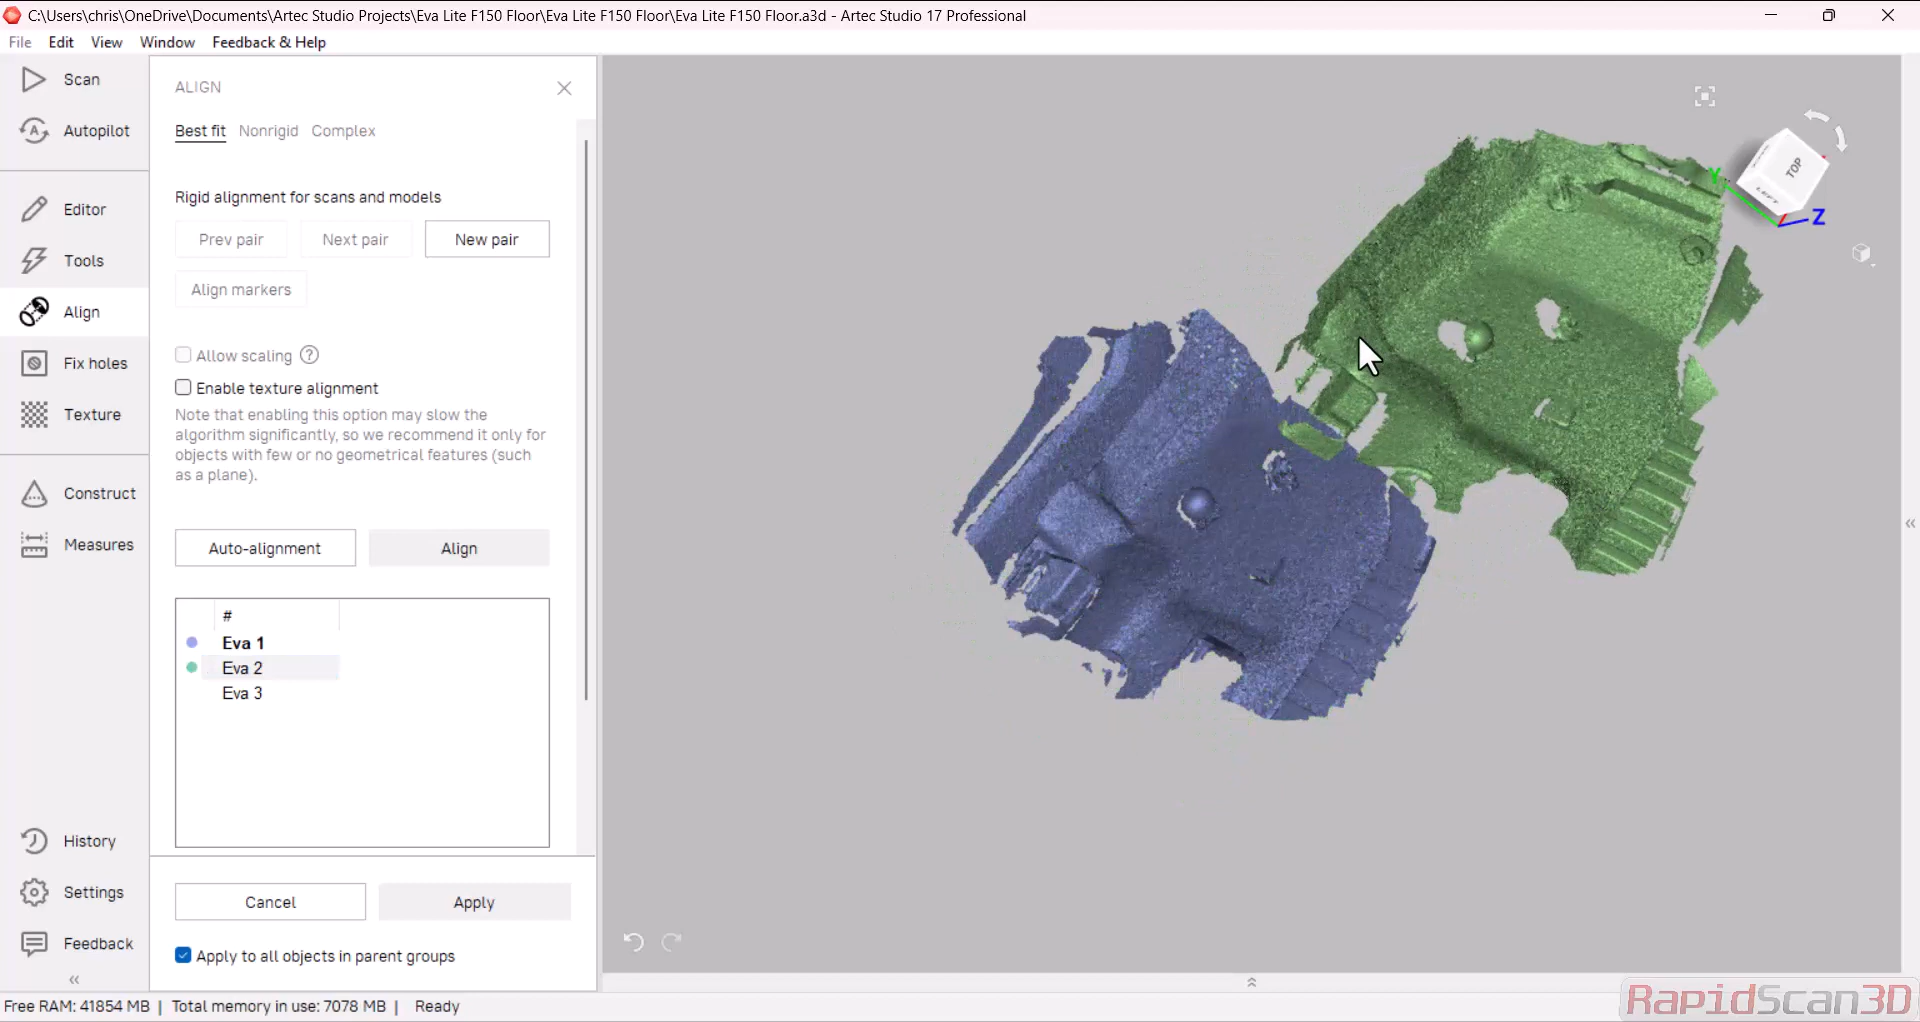 C:\Users\chris\OneDrive\Documents\Artec Studio Projects\Eva Lite F150 Floor\Eva Lite F150 Floor\Eva Lite F150 Floor.a3d - Artec Studio 17 Professional
File Edit View Window Feedback & Help
Scan
Autopilot
Editor
Tools
Align
Fix holes
Texture
Construct
Measures
History
Settings
Feedback
ALIGN
Best fit Nonrigid Complex
Rigid alignment for scans and models
Prev pair Next pair New pair
Align markers
Allow scaling ?
Enable texture alignment
Note that enabling this option may slow the
algorithm significantly, so we recommend it only for
objects with few or no geometrical features (such
as a plane).
Auto-alignment Align
#
Eva 1
Eva 2
Eva 3
Cancel Apply
Apply to all objects in parent groups
TOP
LEFT
Y
Z
Free RAM: 41854 MB | Total memory in use: 7078 MB | Ready
RapidScan3D